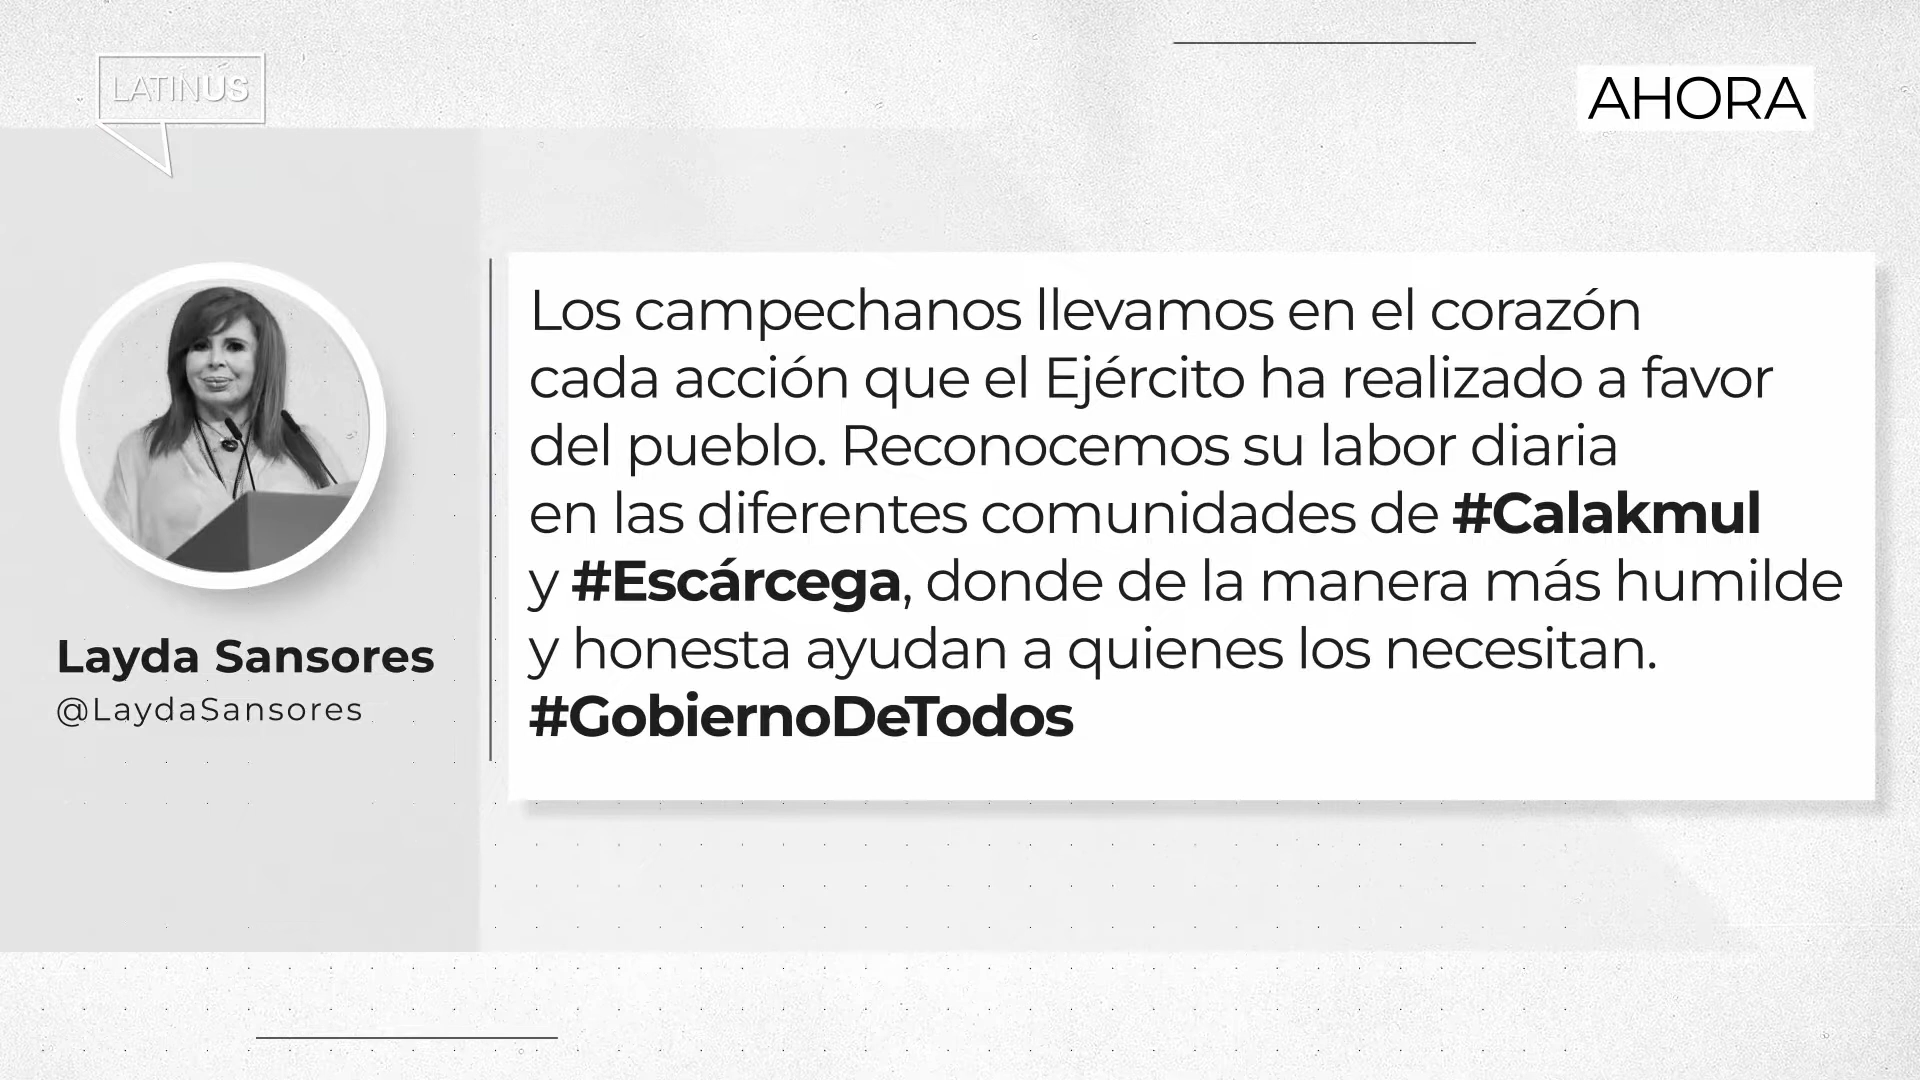 LATINUS
AHORA
Layda Sansores
@LaydaSansores
Los campechanos llevamos en el corazón
cada acción que el Ejército ha realizado a favor
del pueblo. Reconocemos su labor diaria
en las diferentes comunidades de #Calakmul
y #Escárcega, donde de la manera más humilde
y honesta ayudan a quienes los necesitan.
#GobiernoDeTodos